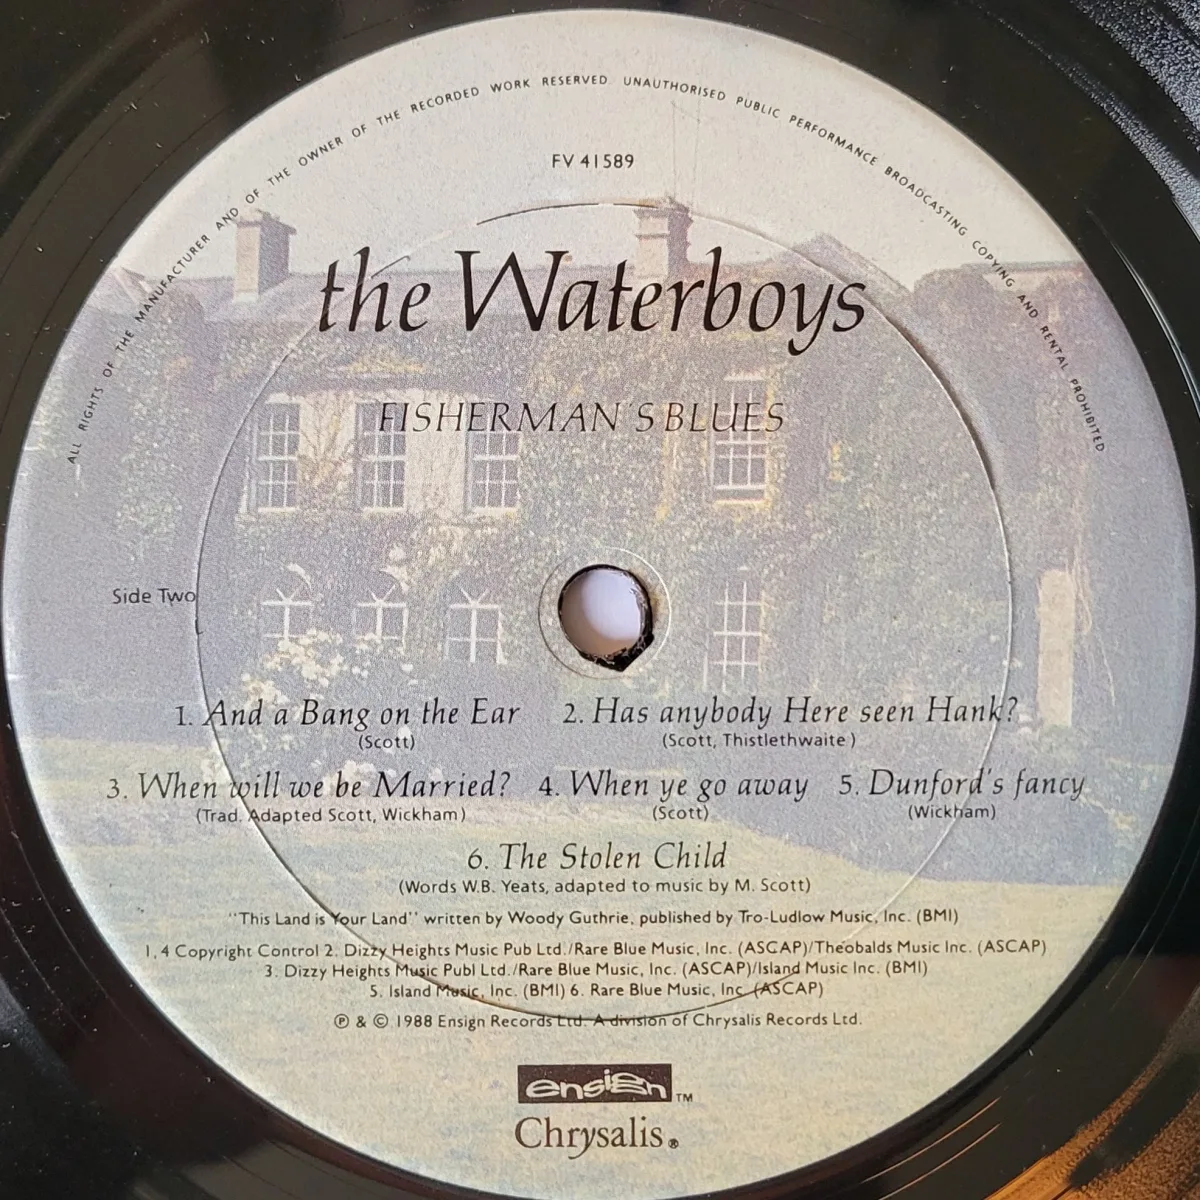 ALL RIGHTS OF THE MANUFACTURER AND OF THE OWNER OF THE RECORDED WORK RESERVED UNAUTHORISED PUBLIC PERFORMANCE BROADCASTING COPYING AND RENTAL PROHIBITED
FV 41589
the Waterboys
FISHERMAN'S BLUES
Side Two
1. And a Bang on the Ear 2. Has anybody Here seen Hank?
(Scott) (Scott, Thistlethwaite)
3. When will we be Married? 4. When ye go away 5. Dunford's fancy
(Trad. Adapted Scott, Wickham) (Scott) (Wickham)
6. The Stolen Child
(Words W.B. Yeats, adapted to music by M. Scott)
"This Land is Your Land" written by Woody Guthrie, published by Tro-Ludlow Music, Inc. (BMI)
1, 4 Copyright Control 2. Dizzy Heights Music Pub Ltd./Rare Blue Music, Inc. (ASCAP)/Theobalds Music Inc. (ASCAP)
3. Dizzy Heights Music Publ Ltd./Rare Blue Music, Inc. (ASCAP)/Island Music Inc. (BMI)
5. Island Music, Inc. (BMI) 6. Rare Blue Music, Inc. (ASCAP)
℗ & © 1988 Ensign Records Ltd. A division of Chrysalis Records Ltd.
ensign ™
Chrysalis®